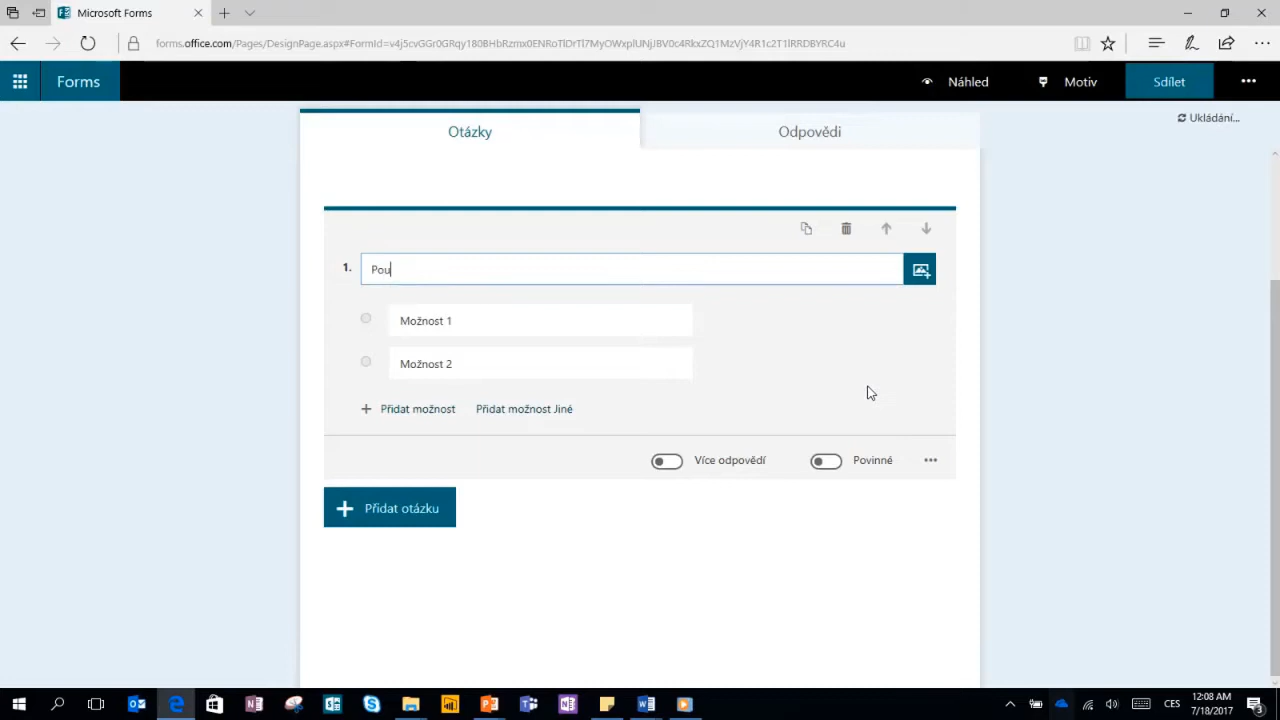 Microsoft Forms
forms.office.com/Pages/DesignPage.aspx#FormId=v4j5cvGGr0GRqy180BHbRzmx0ENRoTlDrTl7MyOWxplUNjJBV0c4RkxZQ1MzVjY4R1c2T1lRRDBYRC4u
Forms
Náhled
Motiv
Sdílet
Otázky
Odpovědi
Ukládání...
1.
Pou
Možnost 1
Možnost 2
Přidat možnost
Přidat možnost Jiné
Více odpovědí
Povinné
Přidat otázku
CES
12:08 AM
7/18/2017
3